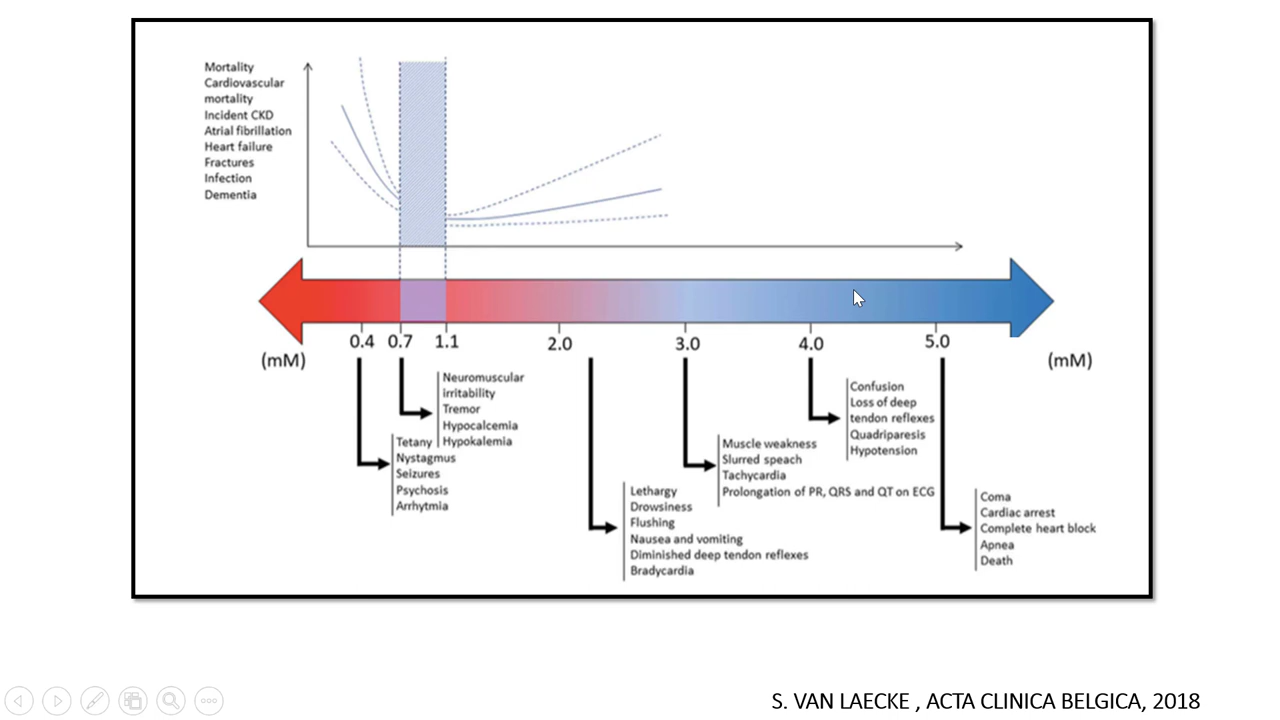 Mortality
Cardiovascular
mortality
Incident CKD
Atrial fibrillation
Heart failure
Fractures
Infection
Dementia
0.4 0.7 1.1 2.0 3.0 4.0 5.0
(mM) (mM)
Neuromuscular
irritability
Tremor
Hypocalcemia
Hypokalemia
Tetany
Nystagmus
Seizures
Psychosis
Arrhytmia
Lethargy
Drowsiness
Flushing
Nausea and vomiting
Diminished deep tendon reflexes
Bradycardia
Muscle weakness
Slurred speach
Tachycardia
Prolongation of PR, QRS and QT on ECG
Confusion
Loss of deep
tendon reflexes
Quadriparesis
Hypotension
Coma
Cardiac arrest
Complete heart block
Apnea
Death
S. VAN LAECKE , ACTA CLINICA BELGICA, 2018